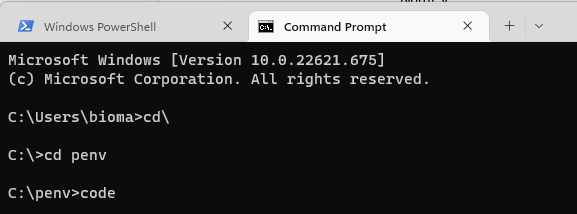 Windows PowerShell
Command Prompt
Microsoft Windows [Version 10.0.22621.675]
(c) Microsoft Corporation. All rights reserved.
C:\Users\bioma>cd\
C:\>cd penv
C:\penv>code